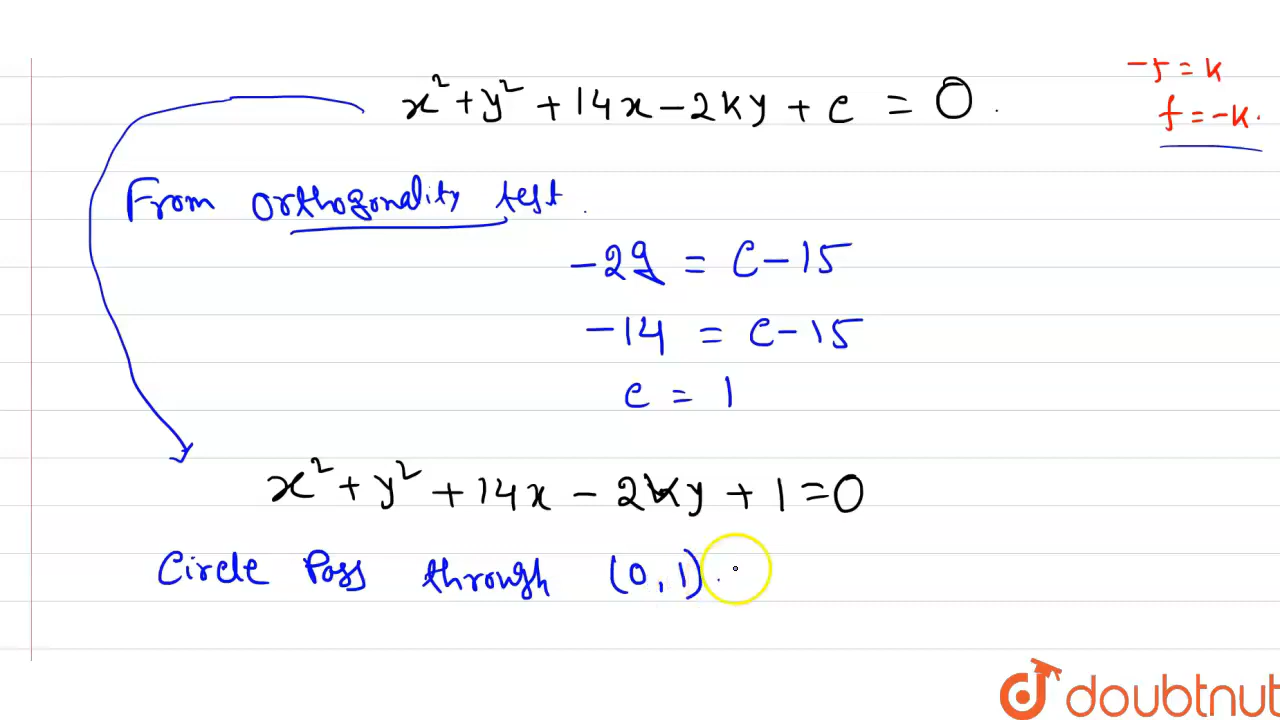 x² + y² + 14x - 2ky + c = 0.
-f = k
f = -k.
From orthogonality test.
-2g = c - 15
-14 = c - 15
c = 1
x² + y² + 14x - 2ky + 1 = 0
Circle Pass through (0, 1).
doubtnut